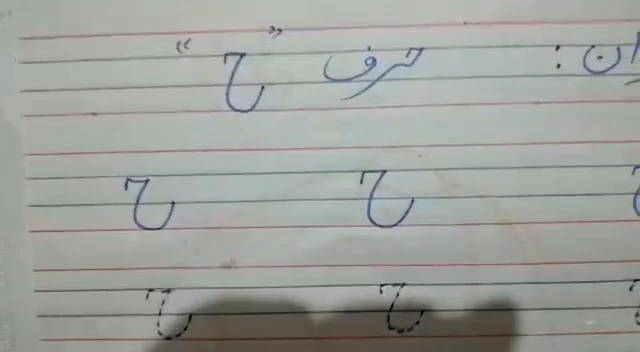 : حرف " ح "
ح ح
ح ح